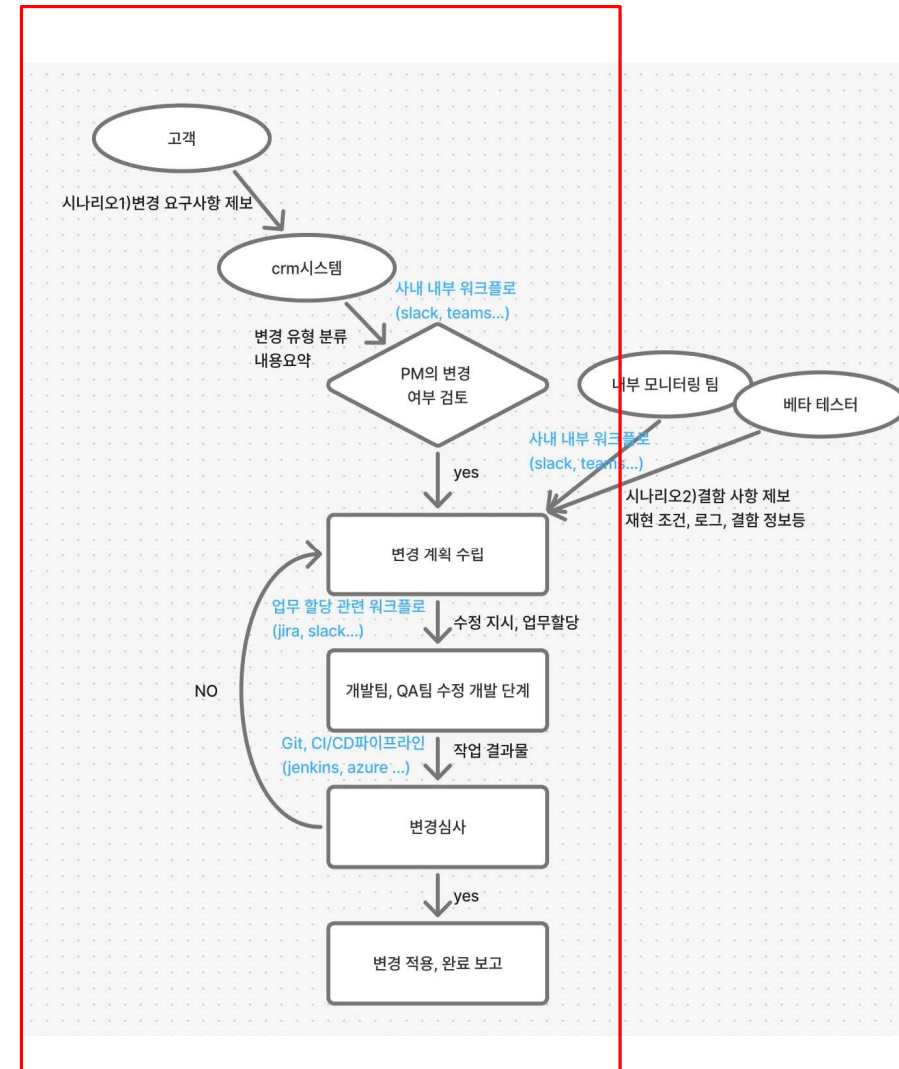 고객
시나리오1)변경 요구사항 제보
crm시스템
사내 내부 워크플로
(slack, teams...)
변경 유형 분류
내용요약
PM의 변경
여부 검토
내부 모니터링 팀
베타 테스터
사내 내부 워크플로
(slack, teams...)
yes
시나리오2)결함 사항 제보
재현 조건, 로그, 결함 정보등
변경 계획 수립
업무 할당 관련 워크플로
(jira, slack...)
수정 지시, 업무할당
NO
개발팀, QA팀 수정 개발 단계
Git, CI/CD파이프라인
(jenkins, azure ...)
작업 결과물
변경심사
yes
변경 적용, 완료 보고